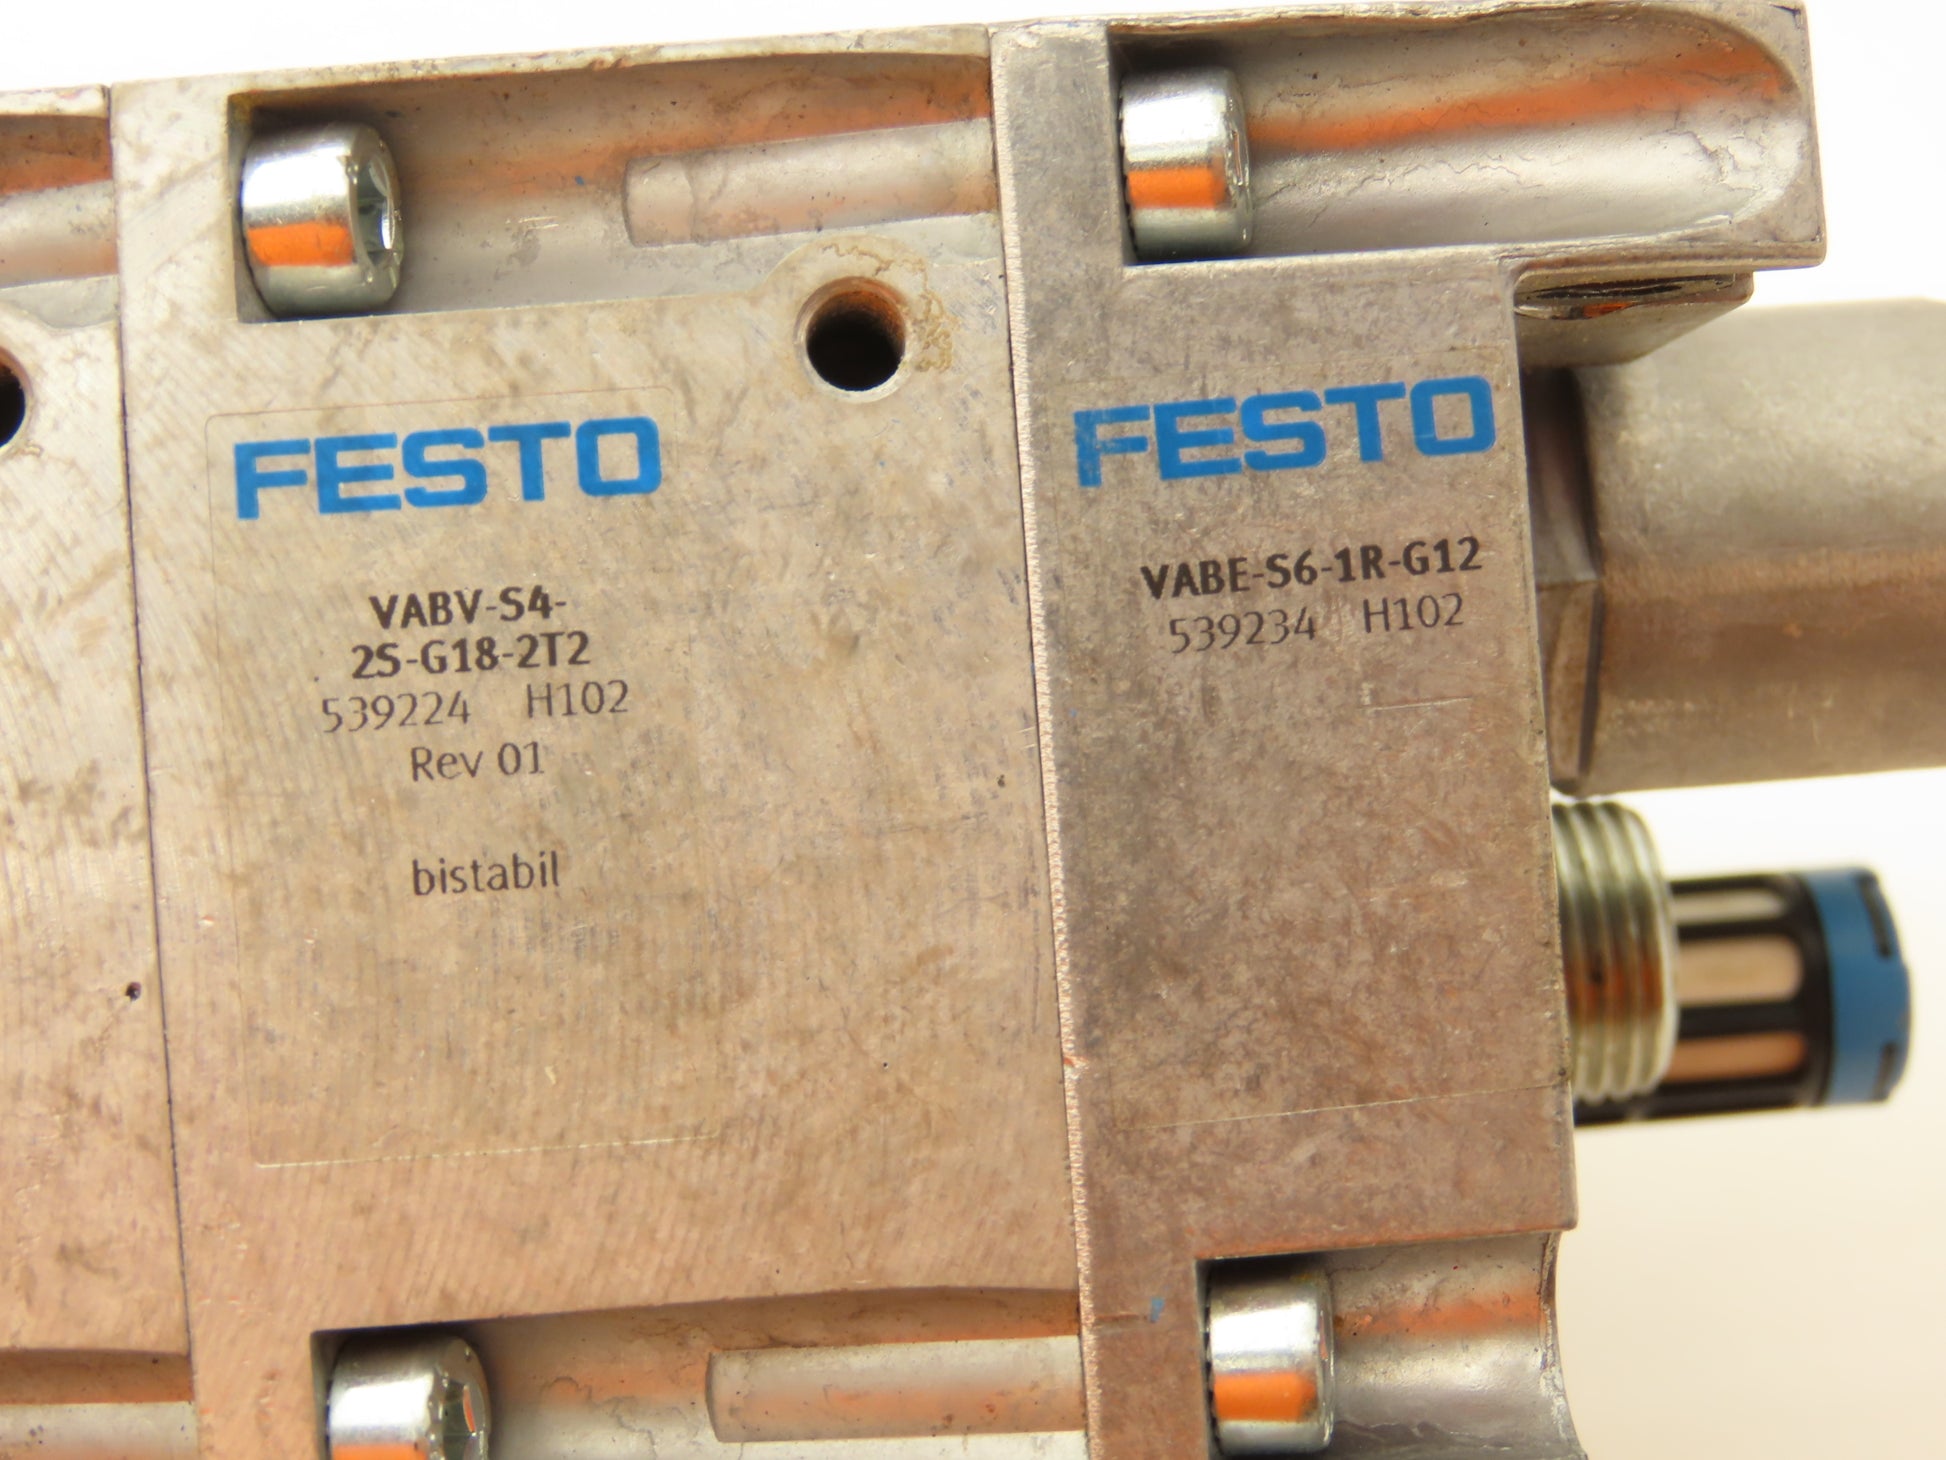 FESTO
VABV-S4-
2S-G18-2T2
539224 H102
Rev 01
bistabil
FESTO
VABE-S6-1R-G12
539234 H102